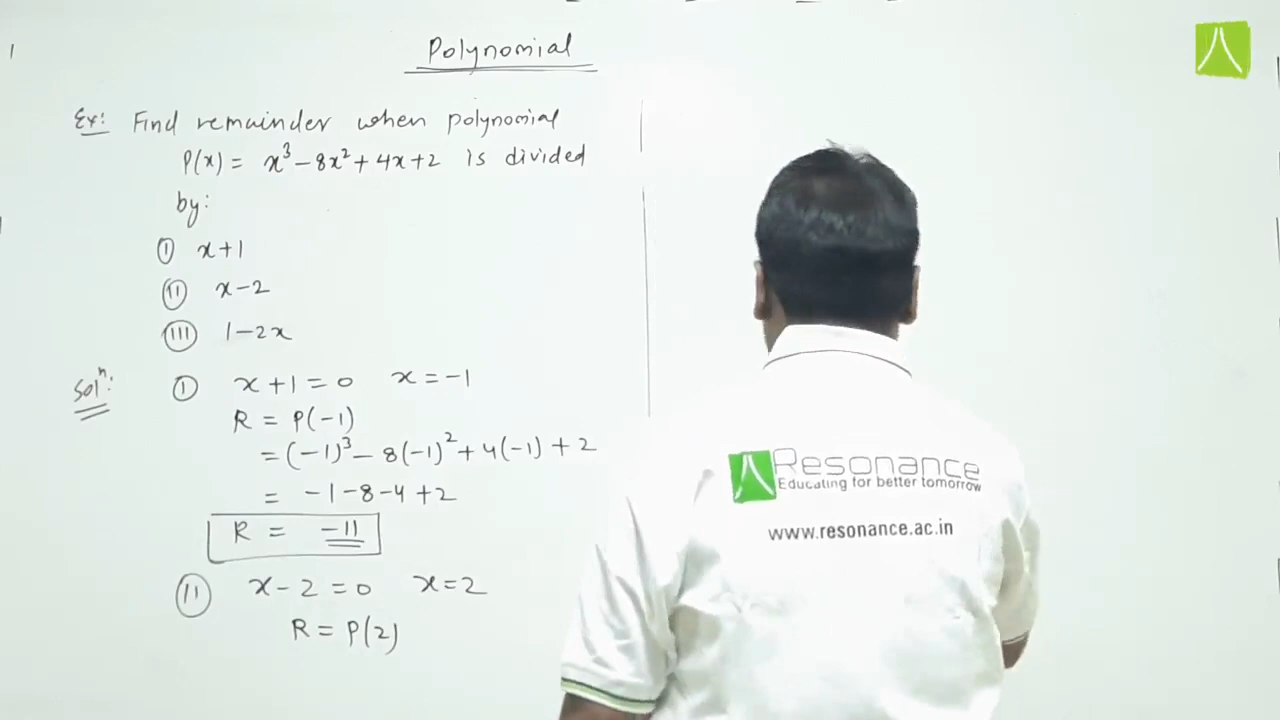 Polynomial
Ex: Find remainder when polynomial
P(x) = x³ - 8x² + 4x + 2 is divided
by:
(I) x+1
(II) x-2
(III) 1-2x
Solⁿ:
(I) x+1=0 x=-1
R = P(-1)
= (-1)³ - 8(-1)² + 4(-1) + 2
= -1-8-4+2
R = -11
(II) x-2=0 x=2
R = P(2)
Resonance
Educating for better tomorrow
www.resonance.ac.in